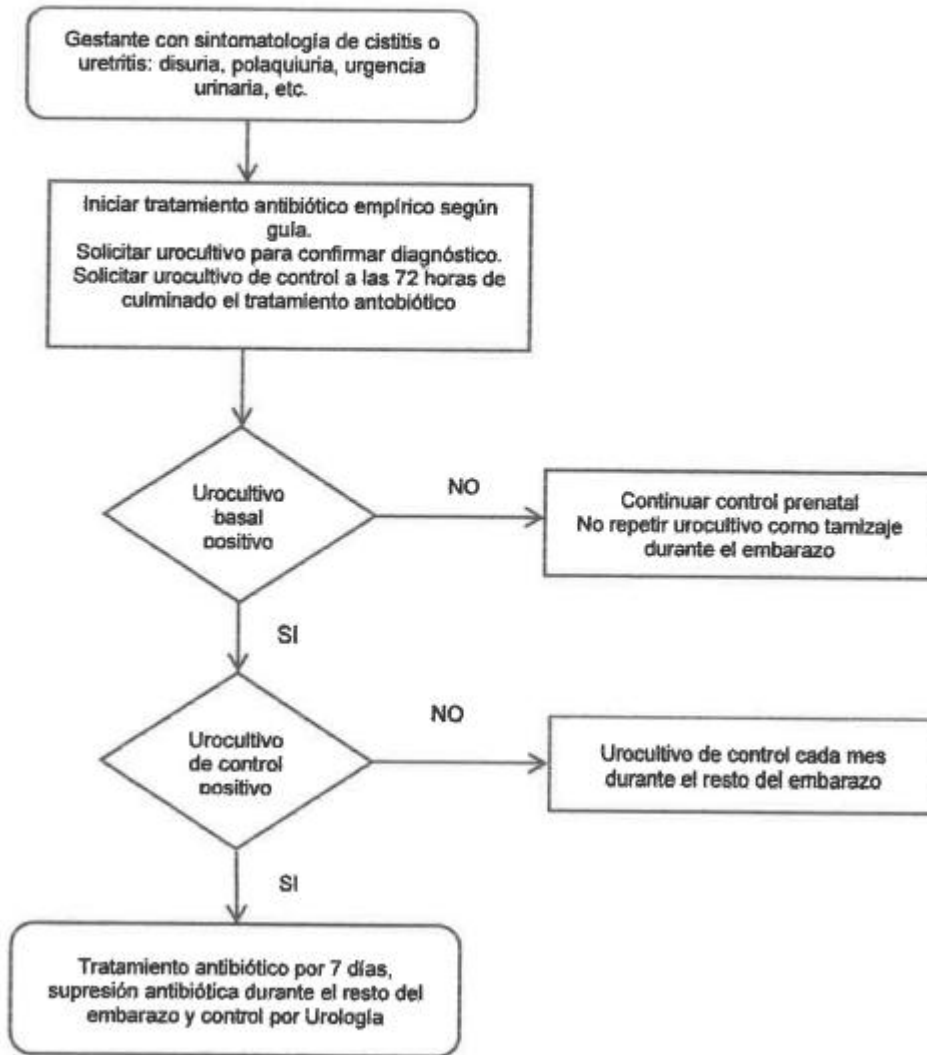 Gestante con sintomatología de cistitis o
uretritis: disuria, polaquiuria, urgencia
urinaria, etc.
Iniciar tratamiento antibiótico empírico según
guía.
Solicitar urocultivo para confirmar diagnóstico.
Solicitar urocultivo de control a las 72 horas de
culminado el tratamiento antobiótico
Urocultivo
basal
positivo
NO
Continuar control prenatal
No repetir urocultivo como tamizaje
durante el embarazo
SI
Urocultivo
de control
positivo
NO
Urocultivo de control cada mes
durante el resto del embarazo
SI
Tratamiento antibiótico por 7 días,
supresión antibiótica durante el resto del
embarazo y control por Urología